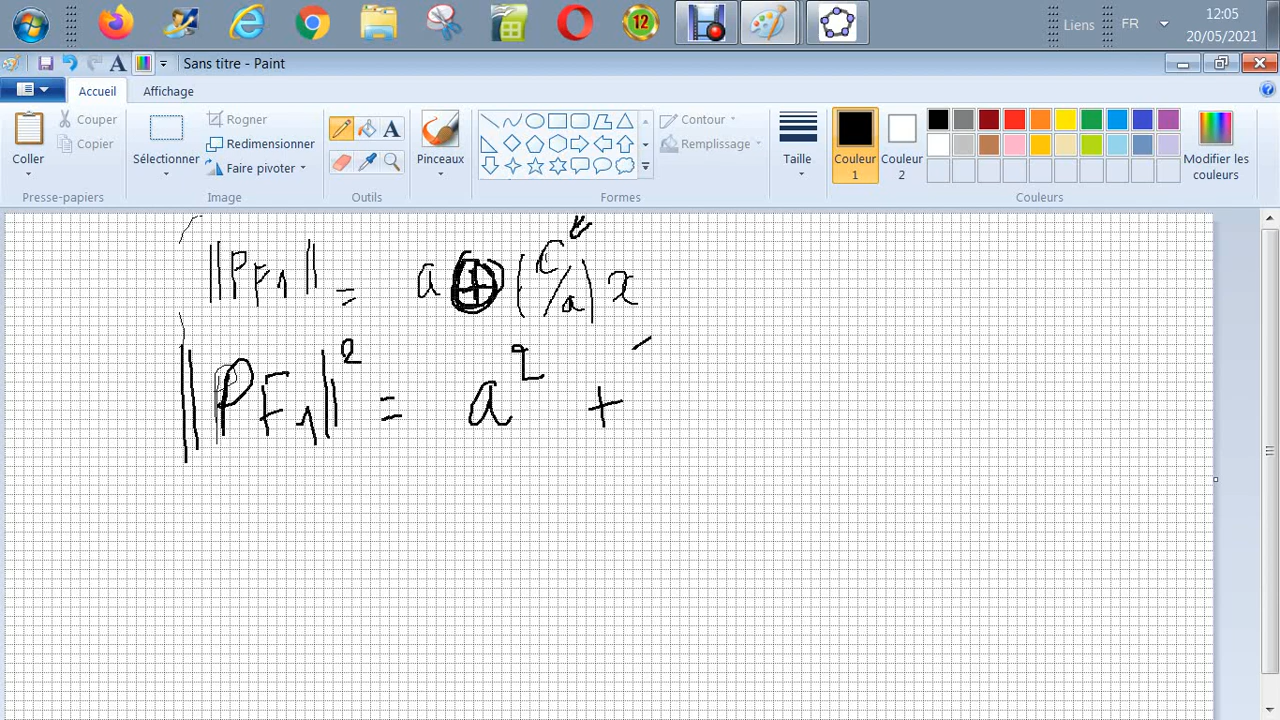 12:05
Liens FR 20/05/2021
12
Sans titre - Paint
Accueil Affichage
Coller Couper Copier
Presse-papiers
Sélectionner Rogner Redimensionner Faire pivoter
Image
Outils
Pinceaux
Contour
Remplissage
Formes
Taille
Couleur 1
Couleur 2
Modifier les couleurs
Couleurs
||PF1|| = a ⊕ (c/a) x
||PF1||² = a² +